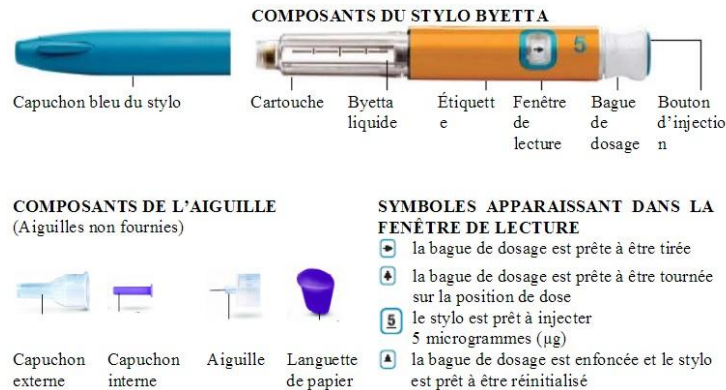 COMPOSANTS DU STYLO BYETTA
5
Capuchon bleu du stylo
Cartouche
Byetta
liquide
Étiquett
e
Fenêtre
de
lecture
Bague
de
dosage
Bouton
d'injectio
n
COMPOSANTS DE L'AIGUILLE
(Aiguilles non fournies)
Capuchon
externe
Capuchon
interne
Aiguille
Languette
de papier
SYMBOLES APPARAISSANT DANS LA
FENÊTRE DE LECTURE
la bague de dosage est prête à être tirée
la bague de dosage est prête à être tournée
sur la position de dose
5 le stylo est prêt à injecter
5 microgrammes (µg)
la bague de dosage est enfoncée et le stylo
est prêt à être réinitialisé